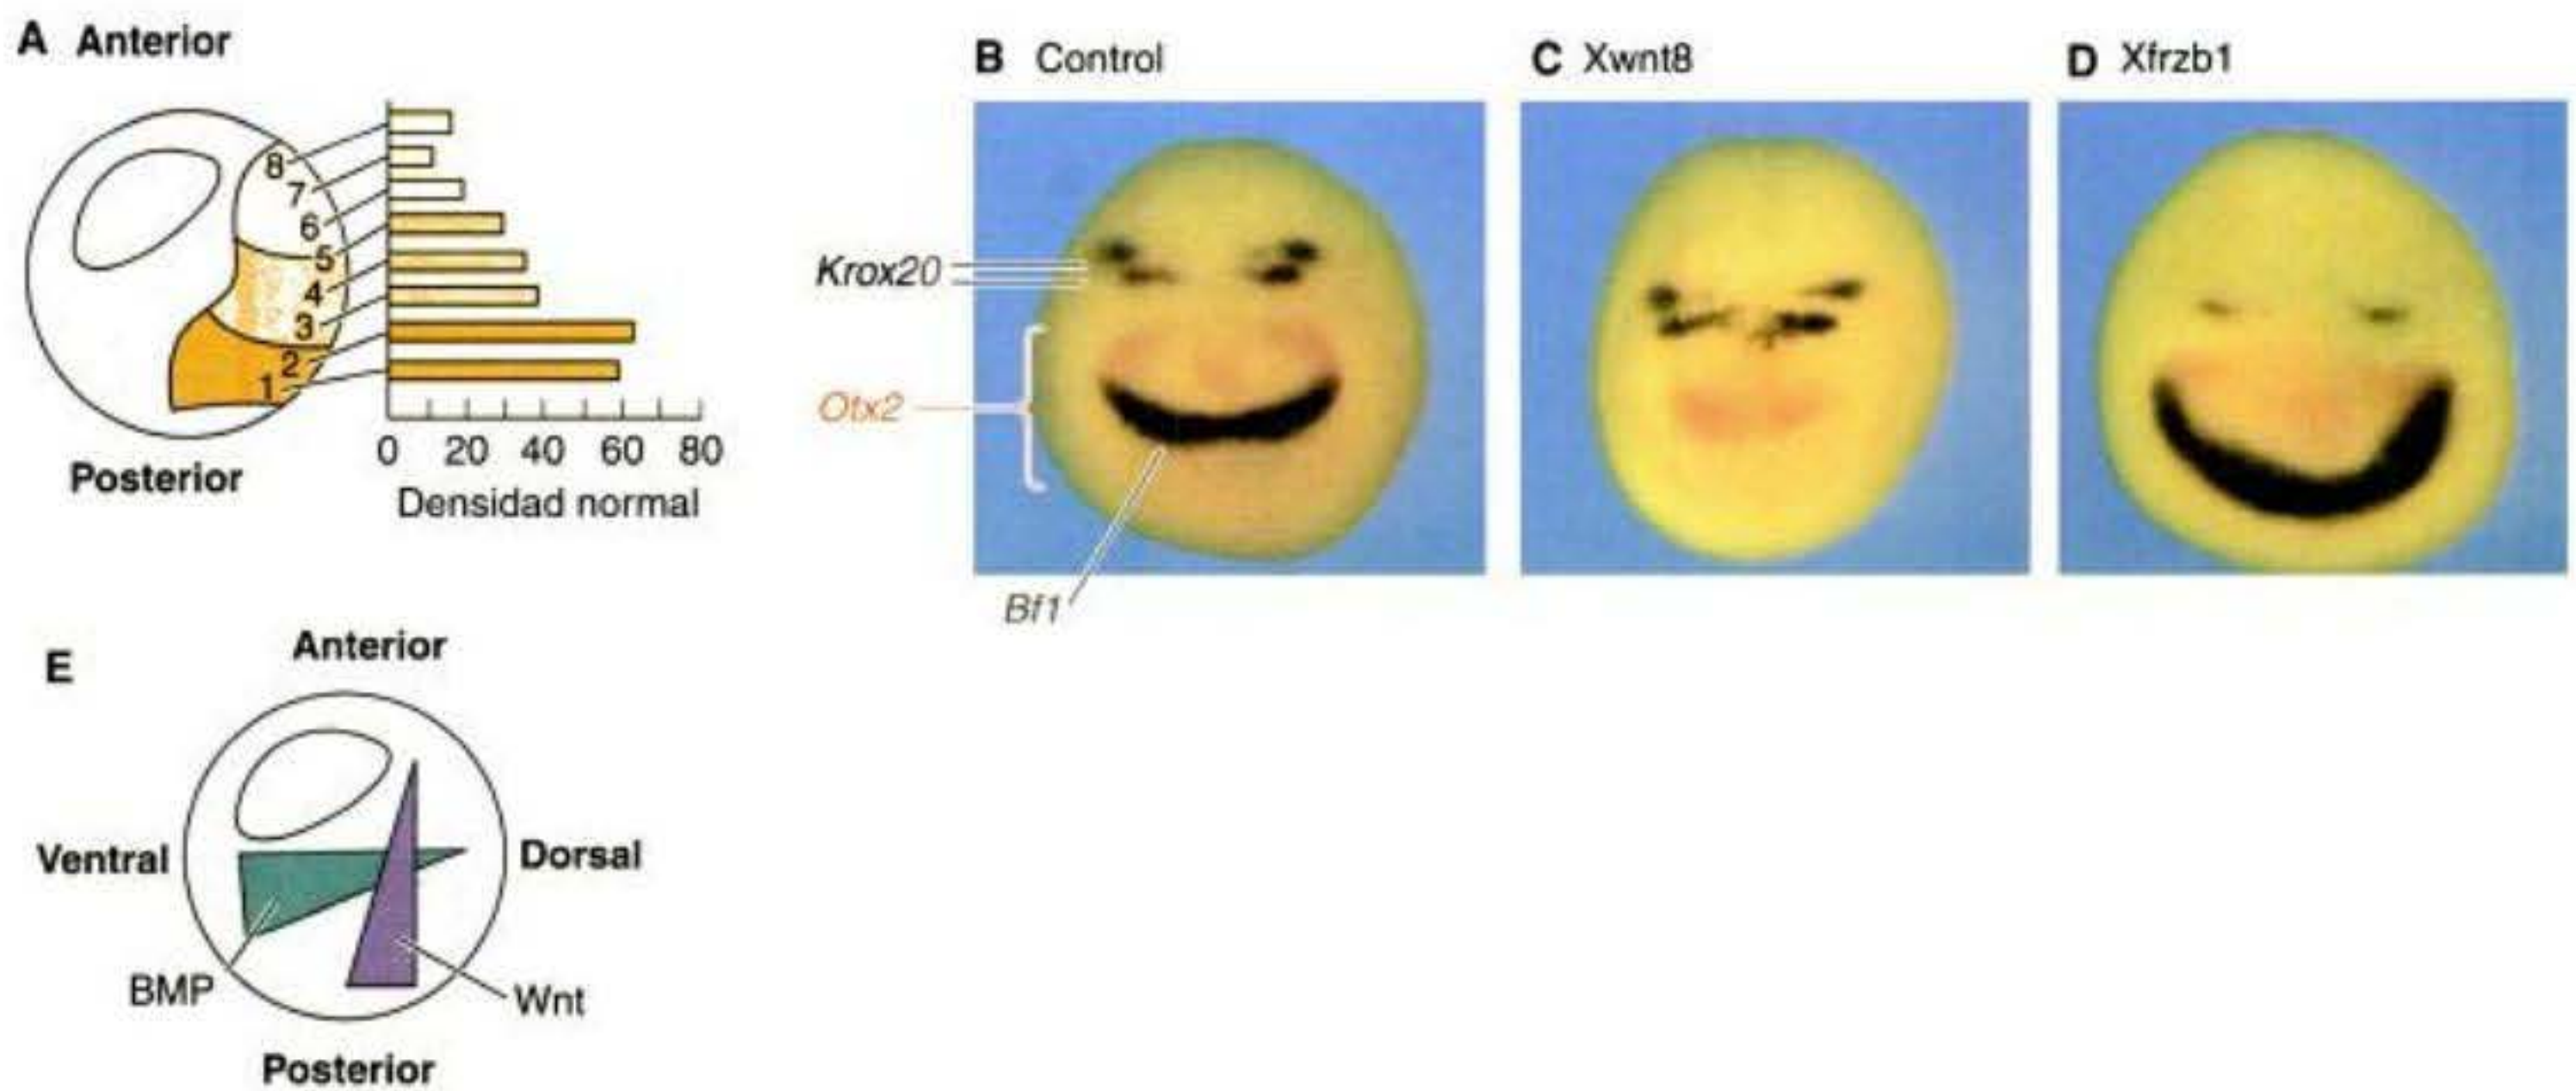 A Anterior
8
7
6
5
4
3
2
1
Posterior
0 20 40 60 80
Densidad normal
B Control
Krox20
Otx2
Bf1
C Xwnt8
D Xfrzb1
E
Anterior
Ventral
Dorsal
BMP
Wnt
Posterior